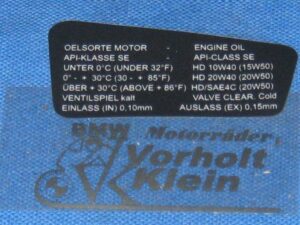 OELSORTE MOTOR - ENGINE OIL
API-KLASSE SE API-CLASS SE
UNTER 0°C (UNDER 32°F) HD 10W40 (15W50)
0° - + 30°C (30 - + 85°F) HD 20W40 (20W50)
ÜBER + 30°C (ABOVE + 86°F) HD/SAE4C (20W50)
VENTILSPIEL kalt VALVE CLEAR. Cold
EINLASS (IN) 0,10mm AUSLASS (EX) 0,15mm
BMW Motorräder
Vorholt
Klein